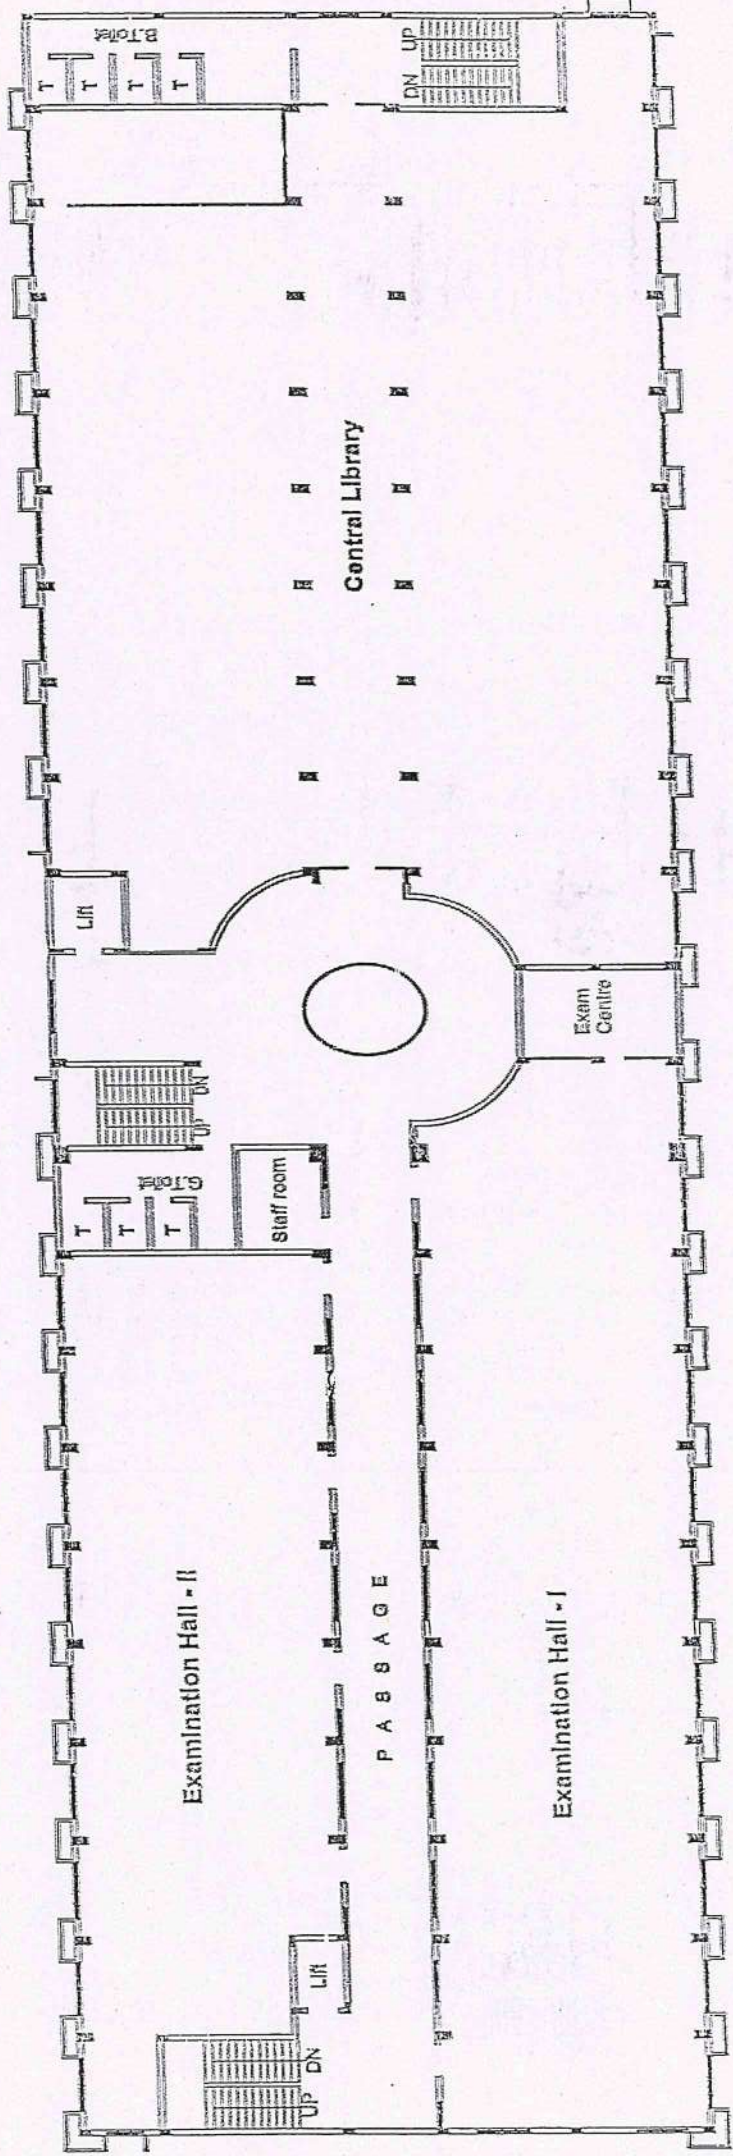 B.Toilet
T
T
T
T
UP
DN
Central Library
Lift
Exam
Centre
UP
DN
G.Toilet
T
T
T
Staff room
Examination Hall - II
PASSAGE
Examination Hall - I
Lift
UP
DN